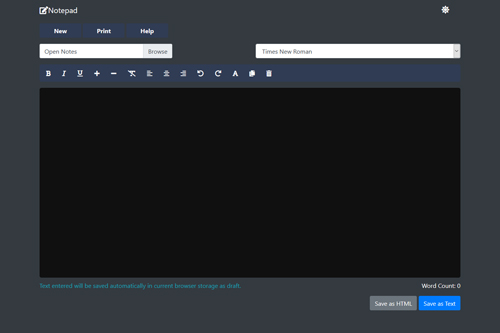 Notepad
New Print Help
Open Notes Browse Times New Roman
B I U A
Text entered will be saved automatically in current browser storage as draft. Word Count: 0
Save as HTML Save as Text